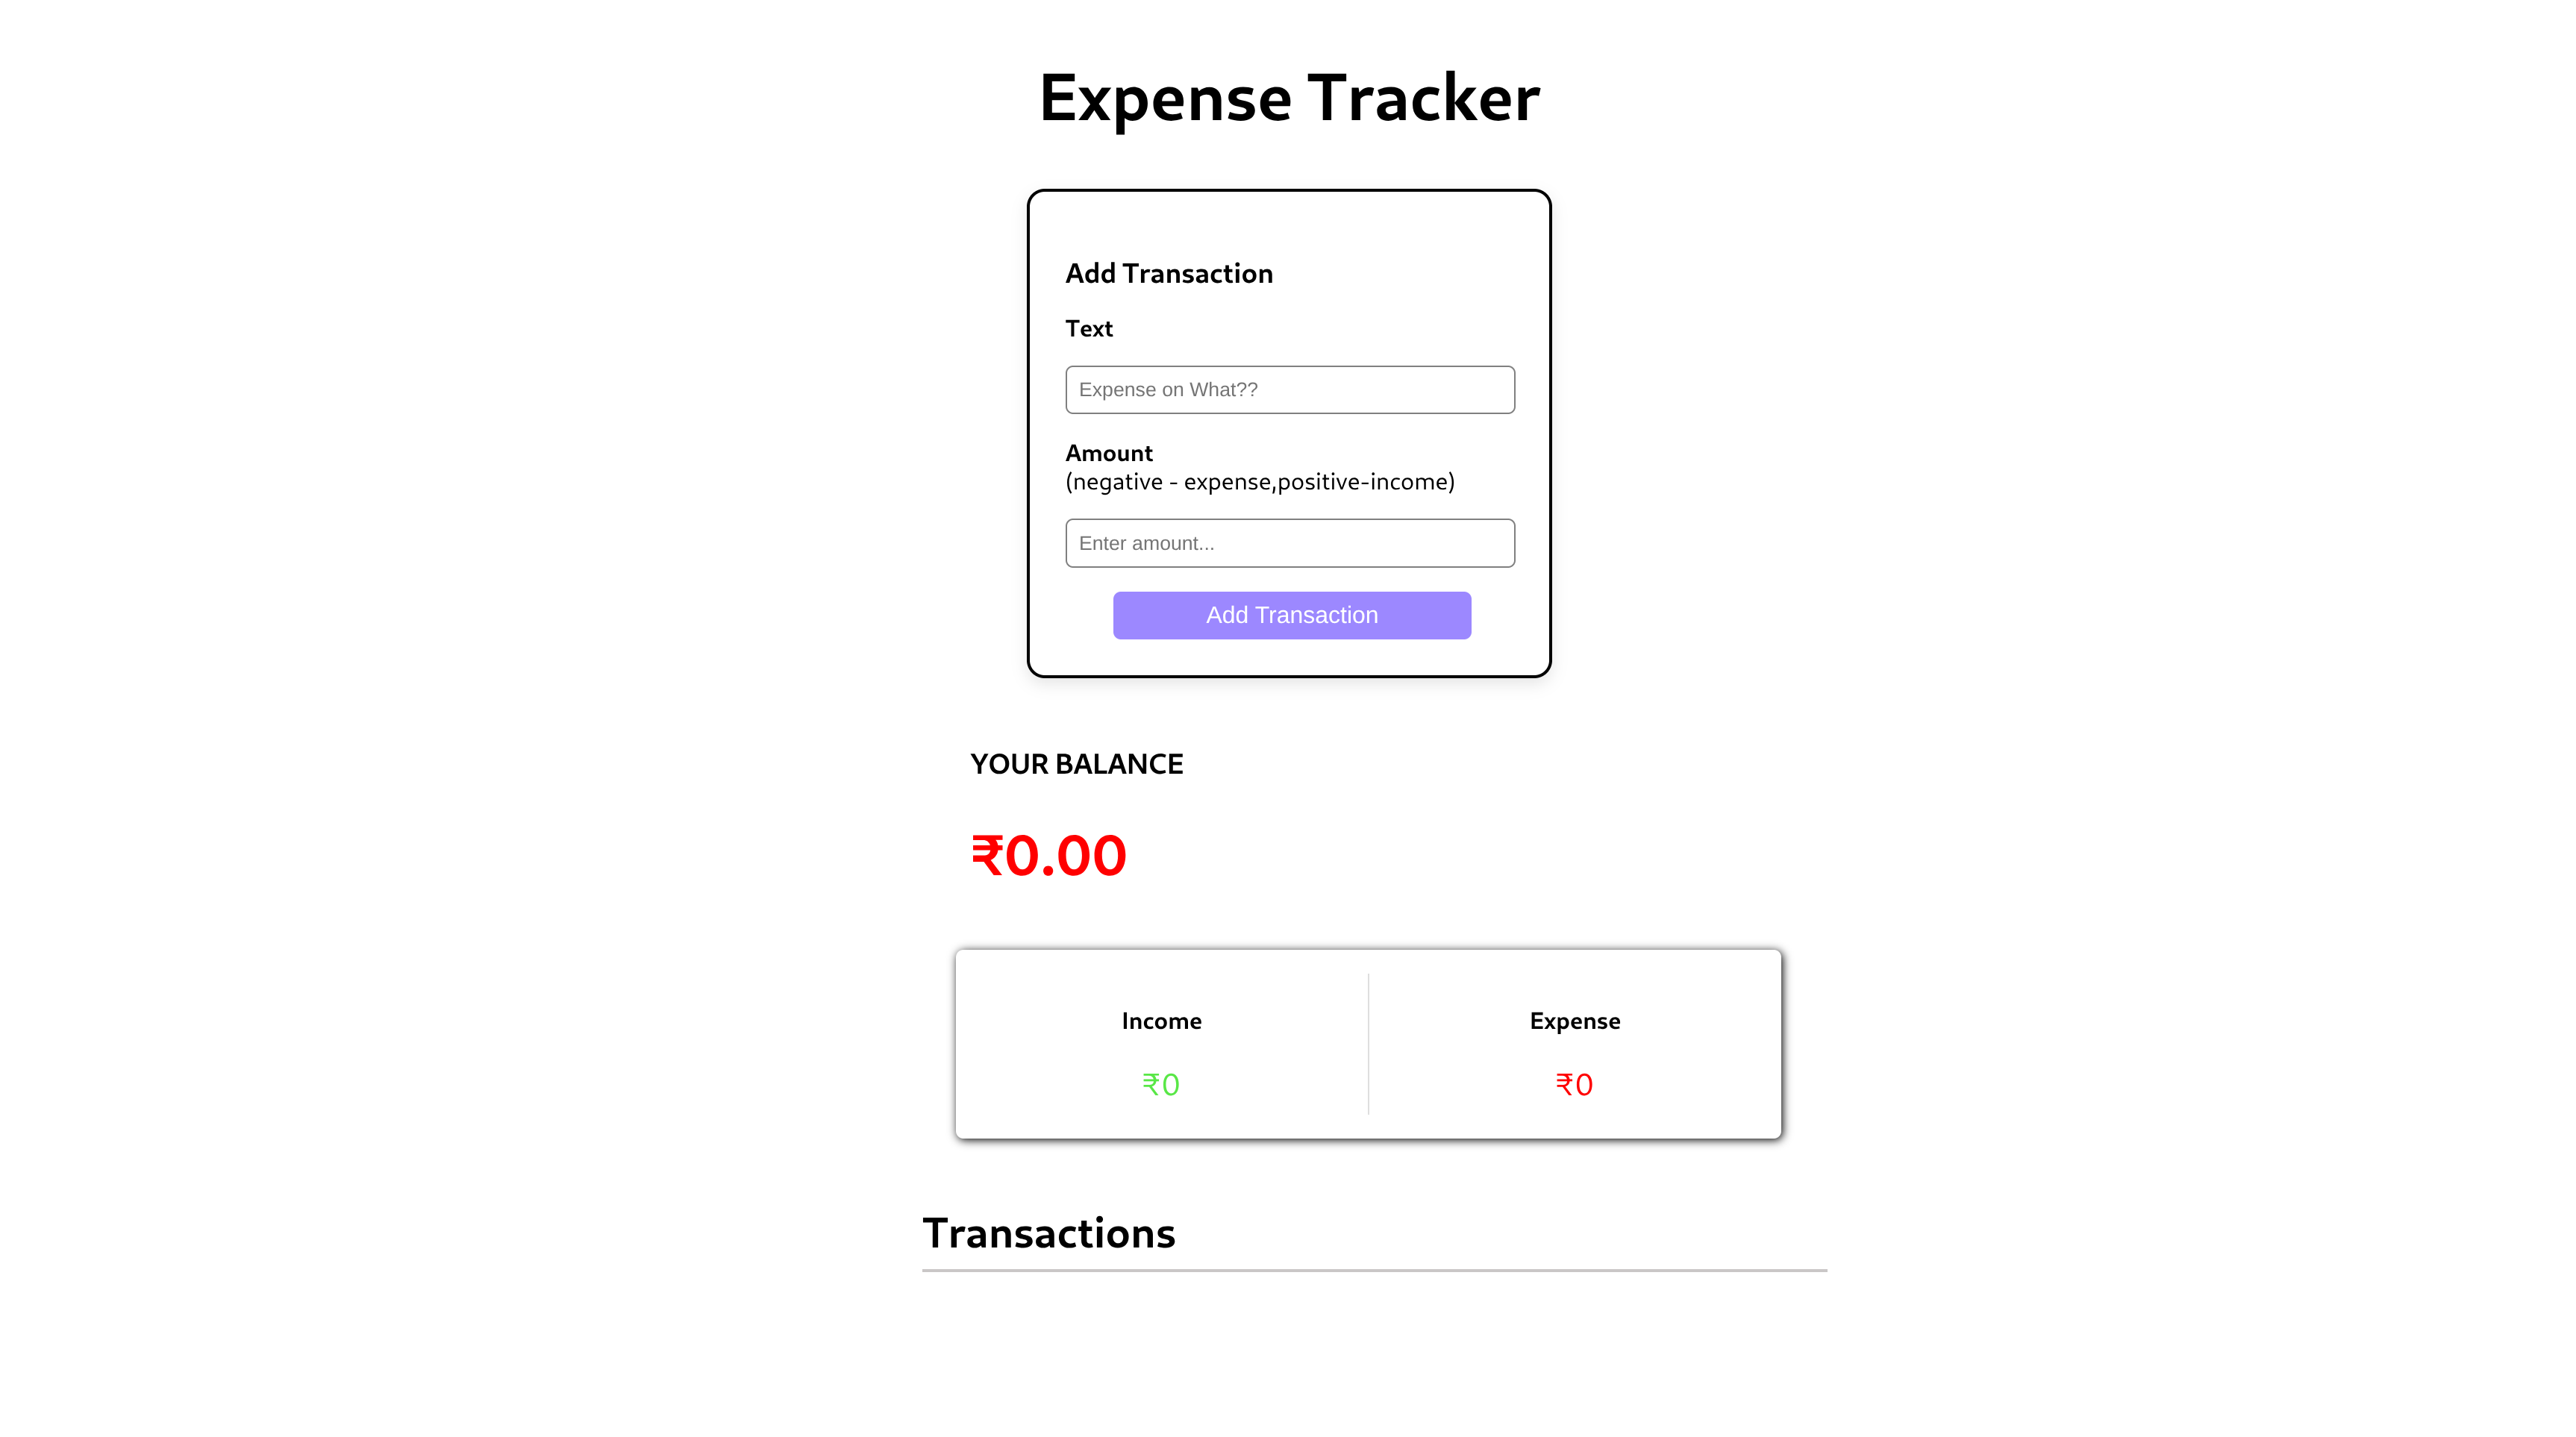 Expense Tracker
Add Transaction
Text
Expense on What??
Amount
(negative - expense,positive-income)
Enter amount...
Add Transaction
YOUR BALANCE
₹0.00
Income
Expense
₹0
₹0
Transactions